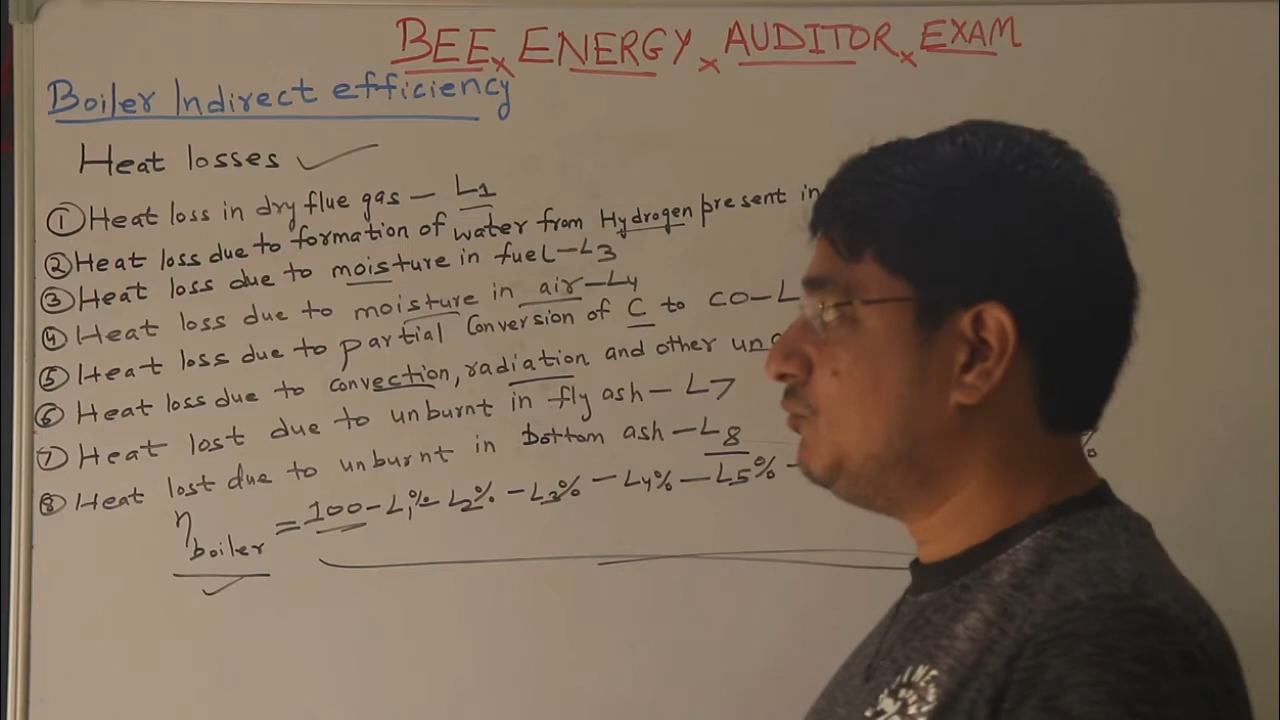 BEE x ENERGY x AUDITOR x EXAM
Boiler Indirect efficiency
Heat losses ✓
① Heat loss in dry flue gas — L1
② Heat loss due to formation of water from Hydrogen present in
③ Heat loss due to moisture in fuel — L3
④ Heat loss due to moisture in air — L4
⑤ Heat loss due to partial conversion of C to CO — L
⑥ Heat loss due to convection, radiation and other
⑦ Heat lost due to unburnt in fly ash — L7
⑧ Heat lost due to unburnt in bottom ash — L8
η boiler = 100 - L1% - L2% - L3% - L4% - L5% - %